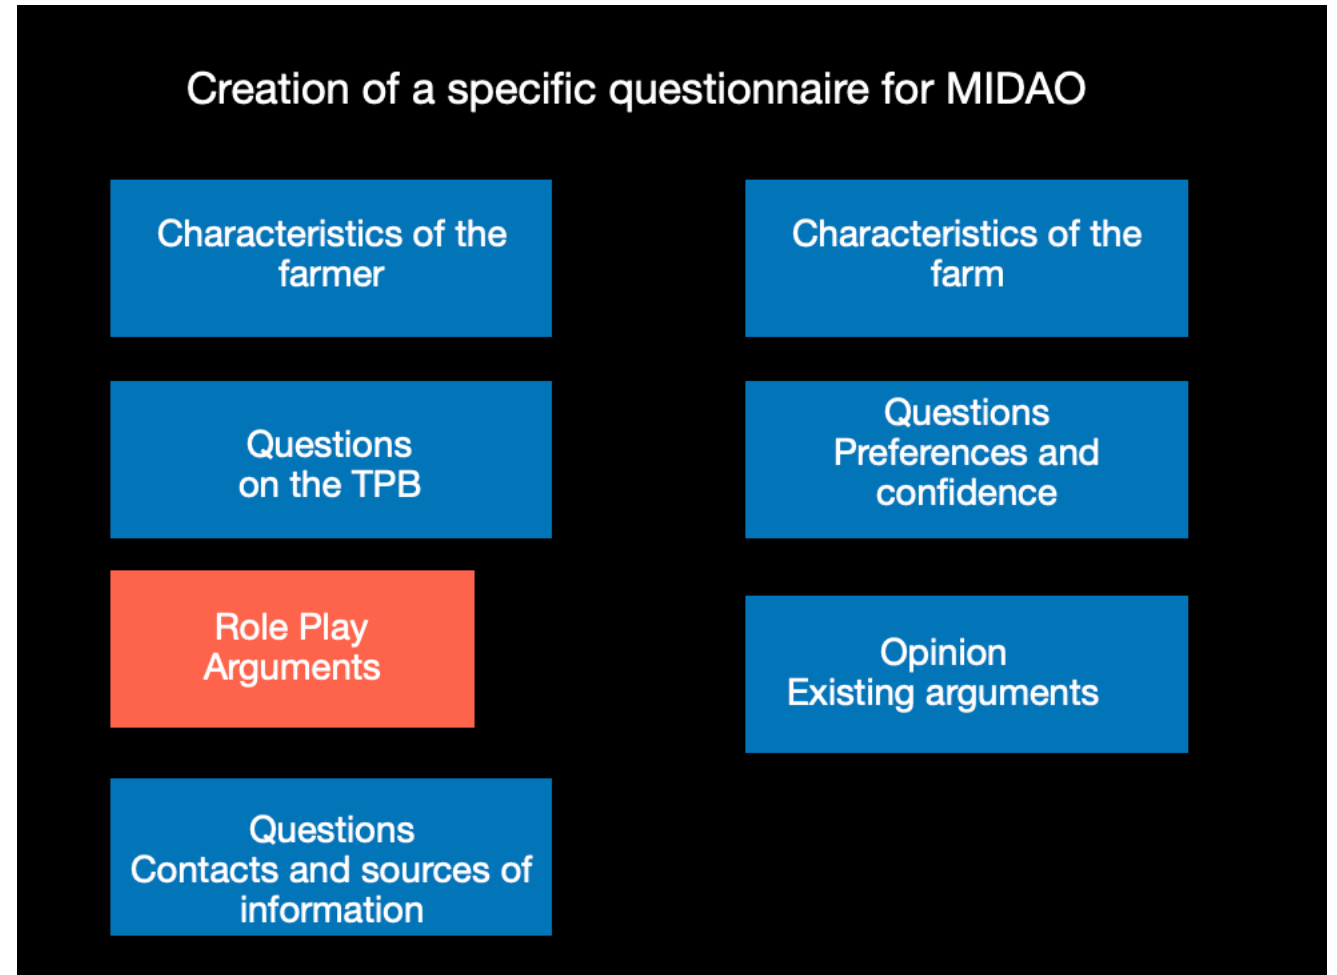 Creation of a specific questionnaire for MIDAO
Characteristics of the
farmer
Characteristics of the
farm
Questions
on the TPB
Questions
Preferences and
confidence
Role Play
Arguments
Opinion
Existing arguments
Questions
Contacts and sources of
information